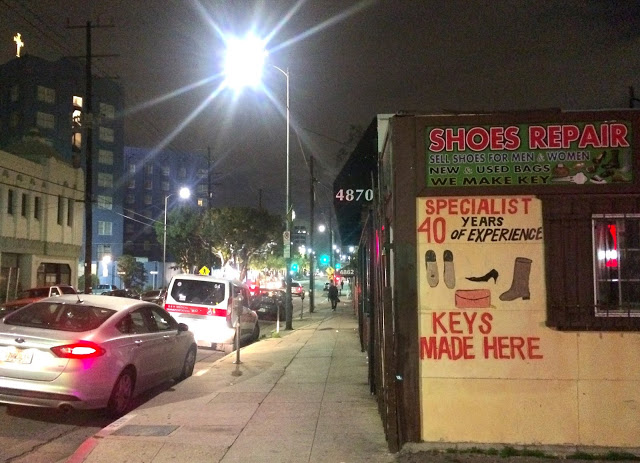 4870
4862
SHOES REPAIR
SELL SHOES FOR MEN & WOMEN
NEW & USED BAGS
WE MAKE KEY
SPECIALIST
40 YEARS
OF EXPERIENCE
KEYS
MADE HERE